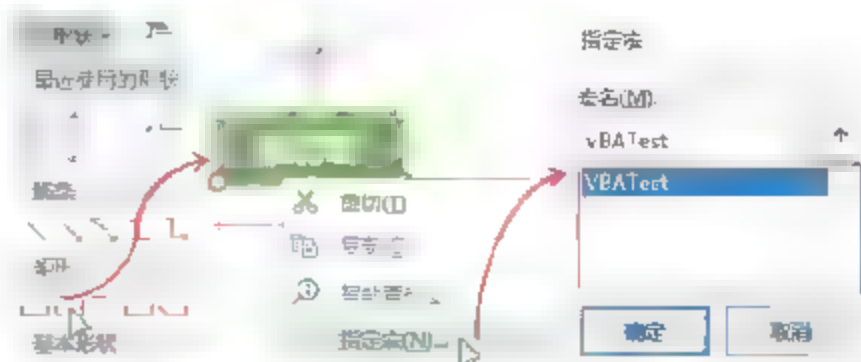 形状
最近使用的形状
线条
矩形
基本形状
剪切(T)
指定宏(N)...
指定宏
宏名(M):
VBATest
VBATest
确定
取消